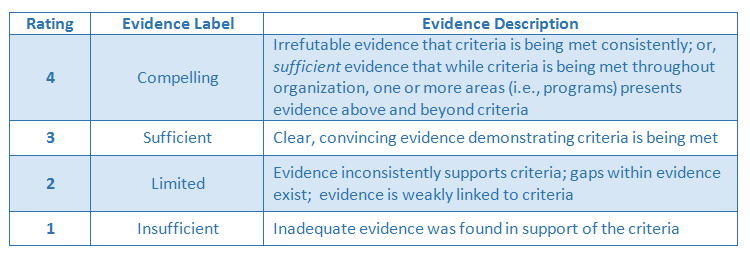 Rating Evidence Label Evidence Description
4 Compelling Irrefutable evidence that criteria is being met consistently; or,
sufficient evidence that while criteria is being met throughout
organization, one or more areas (i.e., programs) presents
evidence above and beyond criteria
3 Sufficient Clear, convincing evidence demonstrating criteria is being met
2 Limited Evidence inconsistently supports criteria; gaps within evidence
exist;  evidence is weakly linked to criteria
1 Insufficient Inadequate evidence was found in support of the criteria